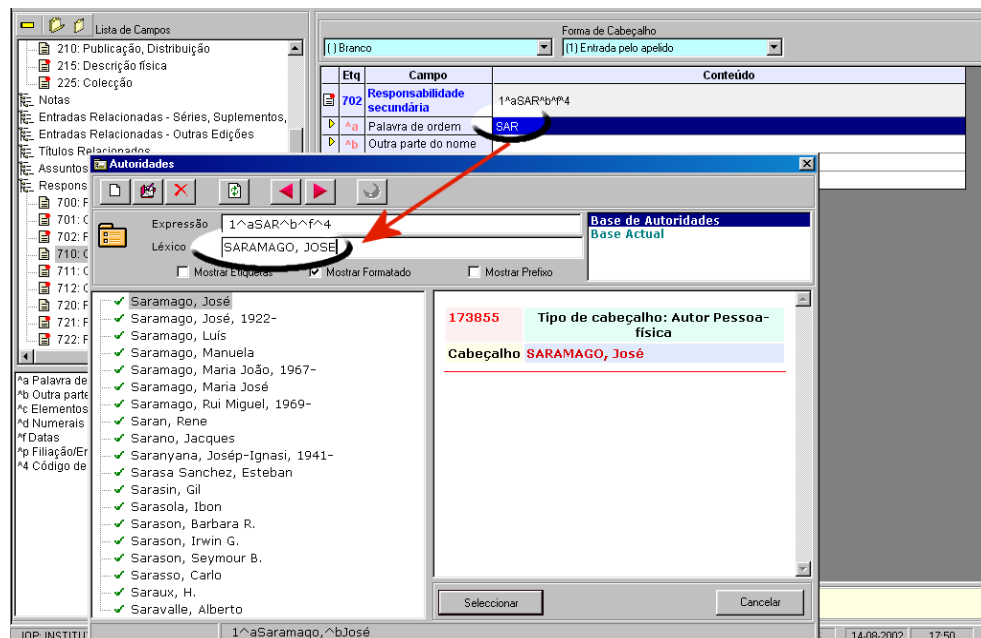 Lista de Campos
210: Publicação, Distribuição
215: Descrição física
225: Colecção
Notas
Entradas Relacionadas - Séries, Suplementos,
Entradas Relacionadas - Outras Edições
Títulos Relacionados
Assuntos
Respons
700: F
701: C
702: F
710: C
711: C
712: C
720: F
721: F
722: F
^a Palavra de
^b Outra parte
^c Elementos
^d Numerais
^f Datas
^p Filiação/Er
^4 Código de
Forma de Cabeçalho
( ) Branco
(1) Entrada pelo apelido
Etq Campo Conteúdo
702 Responsabilidade secundária 1^aSAR^b^f^4
^a Palavra de ordem SAR
^b Outra parte do nome
Autoridades
Expressão 1^aSAR^b^f^4
Léxico SARAMAGO, JOSE
Mostrar Etiquetas Mostrar Formatado Mostrar Prefixo
Base de Autoridades
Base Actual
Saramago, José
Saramago, José, 1922-
Saramago, Luís
Saramago, Manuela
Saramago, Maria João, 1967-
Saramago, Maria José
Saramago, Rui Miguel, 1969-
Saran, Rene
Sarano, Jacques
Saranyana, Josép-Ignasi, 1941-
Sarasa Sanchez, Esteban
Sarasin, Gil
Sarasola, Ibon
Sarason, Barbara R.
Sarason, Irwin G.
Sarason, Seymour B.
Sarasso, Carlo
Saraux, H.
Saravalle, Alberto
173855 Tipo de cabeçalho: Autor Pessoa-
física
Cabeçalho SARAMAGO, José
Seleccionar Cancelar
1^aSaramago,^bJosé
14-08-2002 17:50